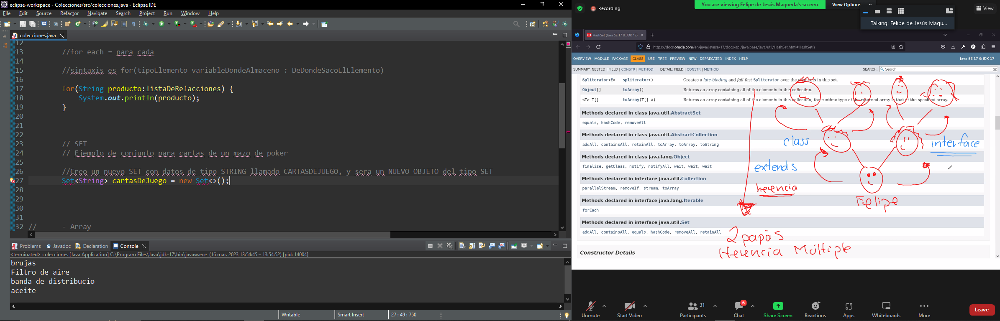 eclipse-workspace - Colecciones/src/colecciones.java - Eclipse IDE
File Edit Source Refactor Navigate Search Project Run Window Help
colecciones.java
12
13 //for each = para cada
14
15 //sintaxis es for(tipoElemento variableDondeAlmaceno : DeDondeSacoElElemento)
16
17 for(String producto:listaDeRefacciones) {
18 System.out.println(producto);
19 }
20
21
22
23 // SET
24 // Ejemplo de conjunto para cartas de un mazo de poker
25
26 //Creo un nuevo SET con datos de tipo STRING llamado CARTASDEJUEGO, y sera un NUEVO OBJETO del tipo SET
27 Set<String> cartasDeJuego = new Set<>();
28
29
30
31
32 // - Array
Problems Javadoc Declaration Console
<terminated> colecciones [Java Application] C:\Program Files\Java\jdk-17\bin\javaw.exe (16 mar. 2023 13:54:45 – 13:54:52) [pid: 14004]
brujas
Filtro de aire
banda de distribucio
aceite
Writable Smart Insert 27 : 49 : 750
Recording
You are viewing Felipe de Jesús Maqueda's screen
View Options
View
Talking: Felipe de Jesús Maqu...
HashSet (Java SE 17 & JDK 17)
https://docs.oracle.com/en/java/javase/17/docs/api/java.base/java/util/HashSet.html#HashSet()
OVERVIEW MODULE PACKAGE CLASS USE TREE PREVIEW NEW DEPRECATED INDEX HELP
Java SE 17 & JDK 17
SUMMARY: NESTED | FIELD | CONSTR | METHOD DETAIL: FIELD | CONSTR | METHOD
SEARCH: Search
Spliterator<E> spliterator() Creates a late-binding and fail-fast Spliterator over the elements in this set.
Object[] toArray() Returns an array containing all of the elements in this collection.
<T> T[] toArray(T[] a) Returns an array containing all of the elements in this collection; the runtime type of the returned array is that of the specified array.
Methods declared in class java.util.AbstractSet
equals, hashCode, removeAll
Methods declared in class java.util.AbstractCollection
addAll, containsAll, retainAll, toArray, toArray, toString
Methods declared in class java.lang.Object
finalize, getClass, notify, notifyAll, wait, wait, wait
Methods declared in interface java.util.Collection
parallelStream, removeIf, stream, toArray
Methods declared in interface java.lang.Iterable
forEach
Methods declared in interface java.util.Set
addAll, containsAll, equals, hashCode, removeAll, retainAll
Constructor Details
class
interface
extends
herencia
Felipe
2 papás
Herencia Múltiple
Unmute Start Video Participants 31 Chat 6 Share Screen Reactions Apps Whiteboards More Leave